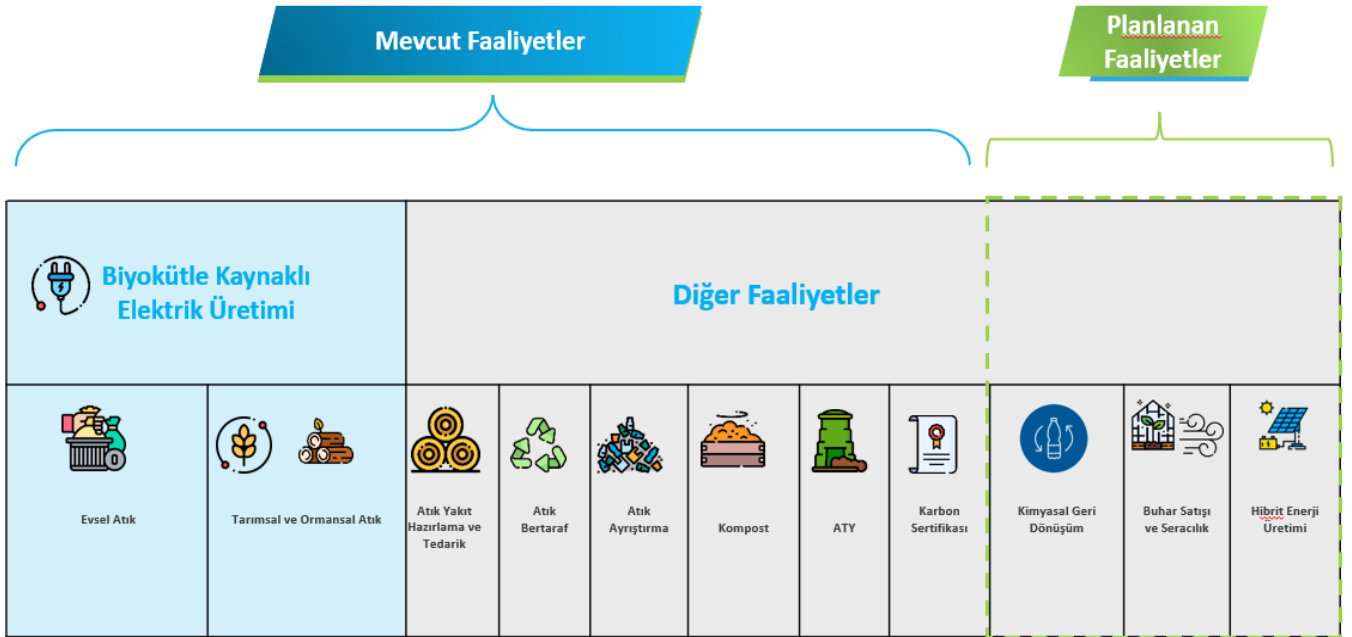 Mevcut Faaliyetler
Planlanan
Faaliyetler
Biyokütle Kaynaklı
Elektrik Üretimi
Diğer Faaliyetler
Evsel Atık
Tarımsal ve Ormansal Atık
Atık Yakıt
Hazırlama ve
Tedarik
Atık
Bertaraf
Atık
Ayrıştırma
Kompost
ATY
Karbon
Sertifikası
Kimyasal Geri
Dönüşüm
Buhar Satışı
ve Seracılık
Hibrit Enerji
Üretimi